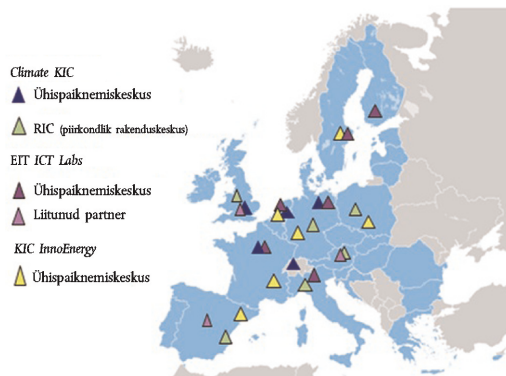 Climate KIC
Ühispaiknemiskeskus
RIC (piirkondlik rakenduskeskus)
EIT ICT Labs
Ühispaiknemiskeskus
Liitunud partner
KIC InnoEnergy
Ühispaiknemiskeskus